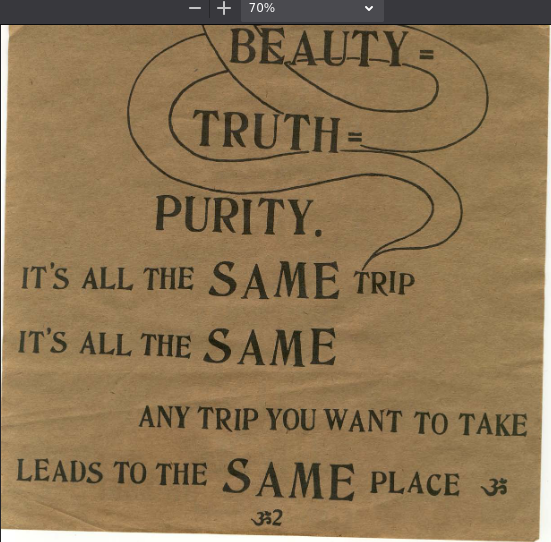 70%
BEAUTY=
TRUTH=
PURITY.
IT'S ALL THE SAME TRIP
IT'S ALL THE SAME
ANY TRIP YOU WANT TO TAKE
LEADS TO THE SAME PLACE ॐ
ॐ2